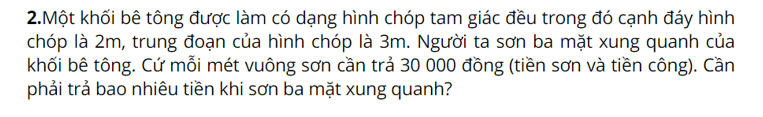 2.Một khối bê tông được làm có dạng hình chóp tam giác đều trong đó cạnh đáy hình
chóp là 2m, trung đoạn của hình chóp là 3m. Người ta sơn ba mặt xung quanh của
khối bê tông. Cứ mỗi mét vuông sơn cần trả 30 000 đồng (tiền sơn và tiền công). Cần
phải trả bao nhiêu tiền khi sơn ba mặt xung quanh?